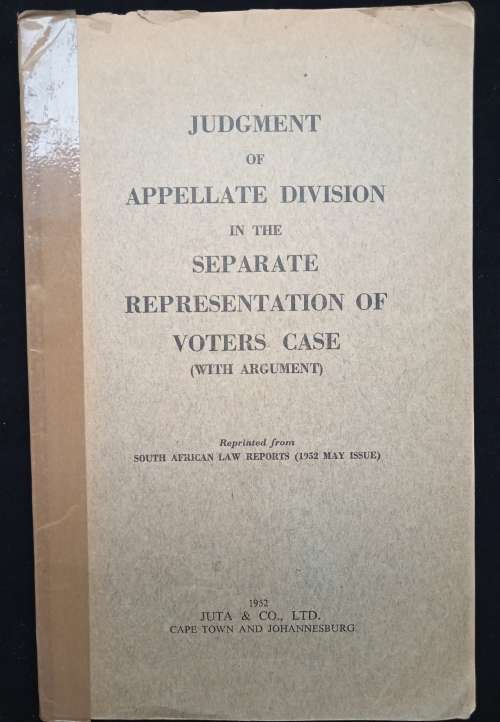 JUDGMENT
OF
APPELLATE DIVISION
IN THE
SEPARATE
REPRESENTATION OF
VOTERS CASE
(WITH ARGUMENT)
Reprinted from
SOUTH AFRICAN LAW REPORTS (1952 MAY ISSUE)
1952
JUTA & CO., LTD.
CAPE TOWN AND JOHANNESBURG